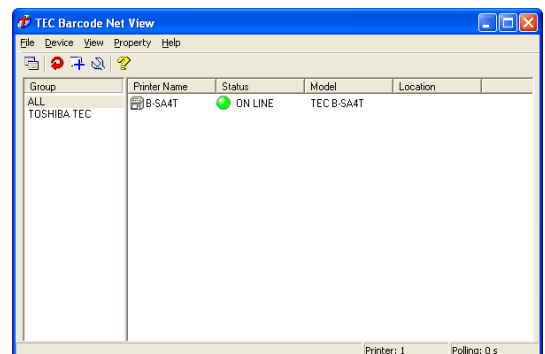 TEC Barcode Net View
File Device View Property Help
Group Printer Name Status Model Location
ALL B-SA4T ON LINE TEC B-SA4T
TOSHIBA TEC
Printer: 1 Polling: 0 s